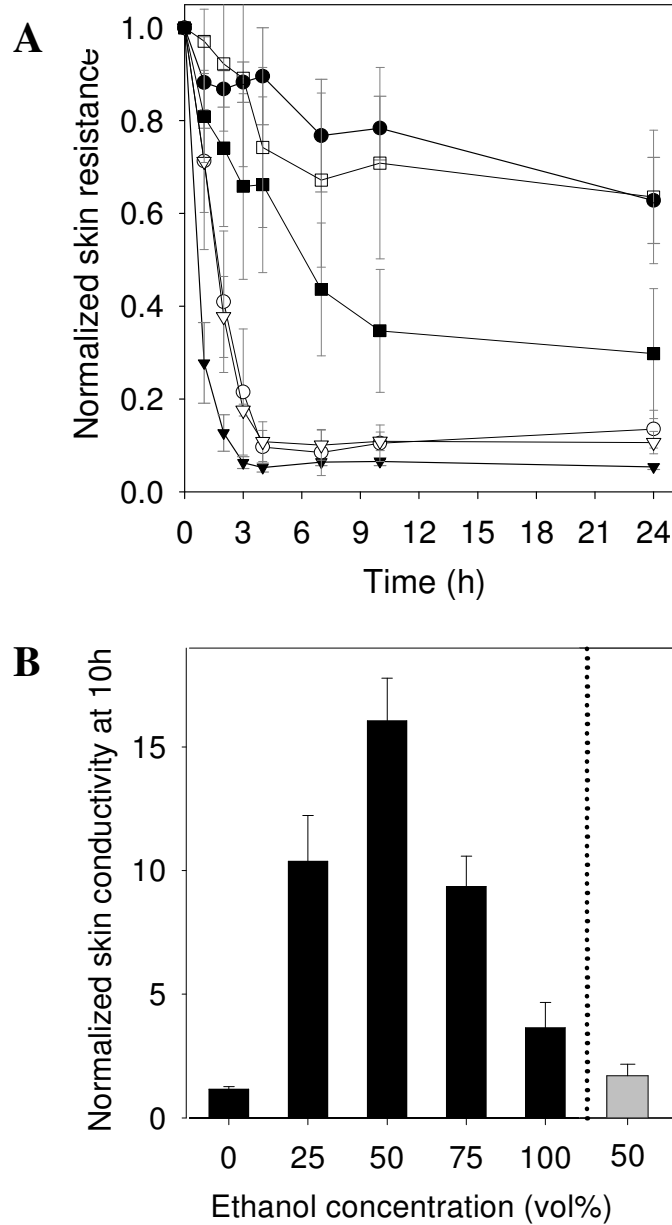 A
Normalized skin resistance
1.0
0.8
0.6
0.4
0.2
0.0
0 3 6 9 12 15 18 21 24
Time (h)
B
Normalized skin conductivity at 10h
15
10
5
0
0 25 50 75 100 50
Ethanol concentration (vol%)